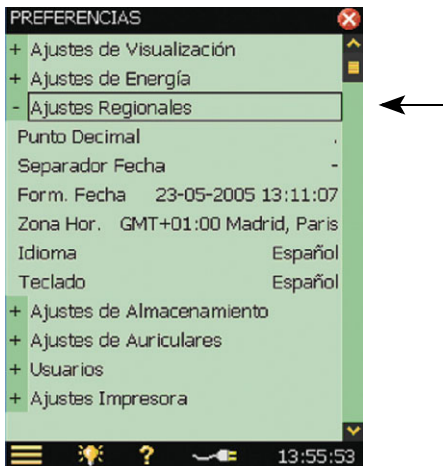 PREFERENCIAS
+ Ajustes de Visualización
+ Ajustes de Energía
- Ajustes Regionales
Punto Decimal .
Separador Fecha -
Form. Fecha 23-05-2005 13:11:07
Zona Hor. GMT+01:00 Madrid, Paris
Idioma Español
Teclado Español
+ Ajustes de Almacenamiento
+ Ajustes de Auriculares
+ Usuarios
+ Ajustes Impresora
? 13:55:53